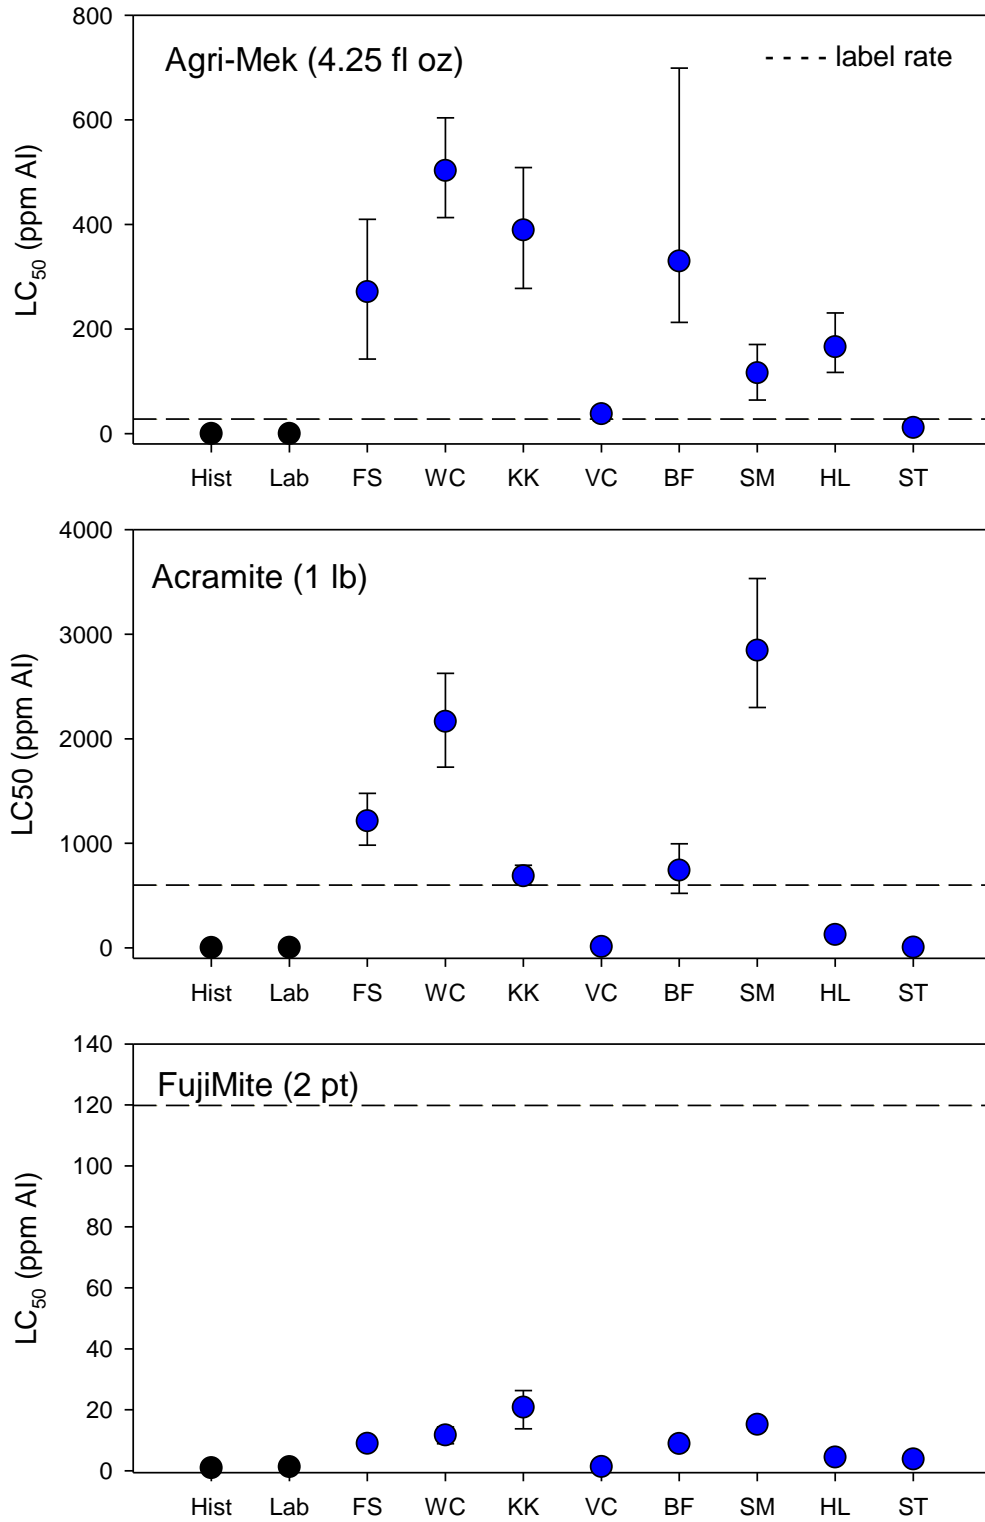 800
Agri-Mek (4.25 fl oz)
- - - - label rate
600
400
200
0
LC50 (ppm AI)
Hist Lab FS WC KK VC BF SM HL ST
4000
Acramite (1 lb)
3000
2000
1000
0
LC50 (ppm AI)
Hist Lab FS WC KK VC BF SM HL ST
140
FujiMite (2 pt)
120
100
80
60
40
20
0
LC50 (ppm AI)
Hist Lab FS WC KK VC BF SM HL ST